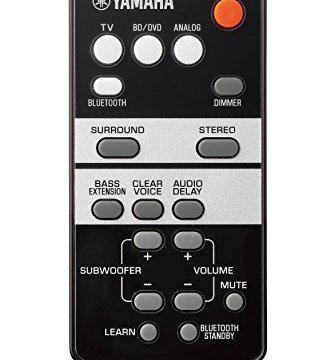 YAMAHA
TV BD/DVD ANALOG
BLUETOOTH DIMMER
SURROUND STEREO
BASS EXTENSION CLEAR VOICE AUDIO DELAY
+ +
SUBWOOFER VOLUME
- - MUTE
LEARN BLUETOOTH STANDBY